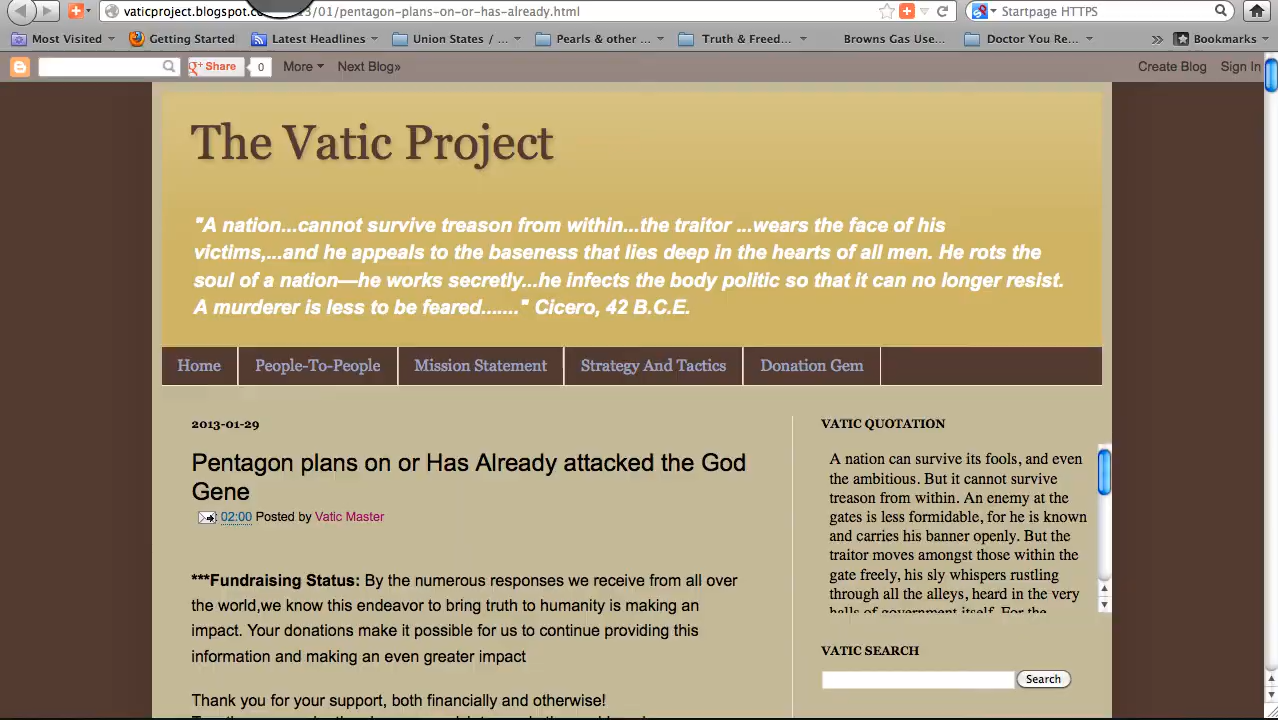 vaticproject.blogspot.co 3/01/pentagon-plans-on-or-has-already.html
Startpage HTTPS
Most Visited
Getting Started
Latest Headlines
Union States / ...
Pearls & other ...
Truth & Freed...
Browns Gas Use...
Doctor You Re...
»
Bookmarks
Share
0
More
Next Blog»
Create Blog
Sign In
The Vatic Project
"A nation...cannot survive treason from within...the traitor ...wears the face of his
victims,...and he appeals to the baseness that lies deep in the hearts of all men. He rots the
soul of a nation—he works secretly...he infects the body politic so that it can no longer resist.
A murderer is less to be feared......." Cicero, 42 B.C.E.
Home
People-To-People
Mission Statement
Strategy And Tactics
Donation Gem
2013-01-29
Pentagon plans on or Has Already attacked the God
Gene
02:00 Posted by Vatic Master
***Fundraising Status: By the numerous responses we receive from all over
the world,we know this endeavor to bring truth to humanity is making an
impact. Your donations make it possible for us to continue providing this
information and making an even greater impact
Thank you for your support, both financially and otherwise!
VATIC QUOTATION
A nation can survive its fools, and even
the ambitious. But it cannot survive
treason from within. An enemy at the
gates is less formidable, for he is known
and carries his banner openly. But the
traitor moves amongst those within the
gate freely, his sly whispers rustling
through all the alleys, heard in the very
halls of government itself. For the
VATIC SEARCH
Search